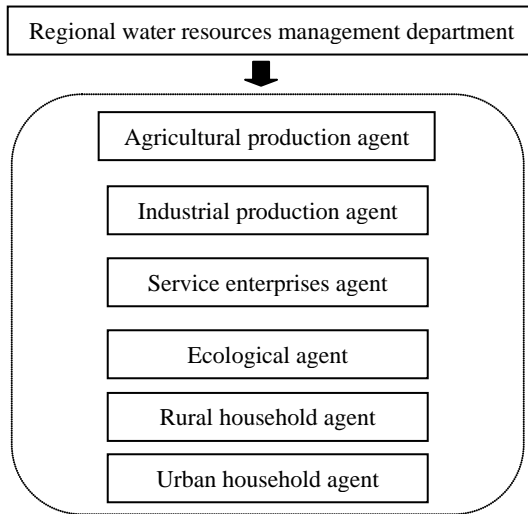 Regional water resources management department
Agricultural production agent
Industrial production agent
Service enterprises agent
Ecological agent
Rural household agent
Urban household agent